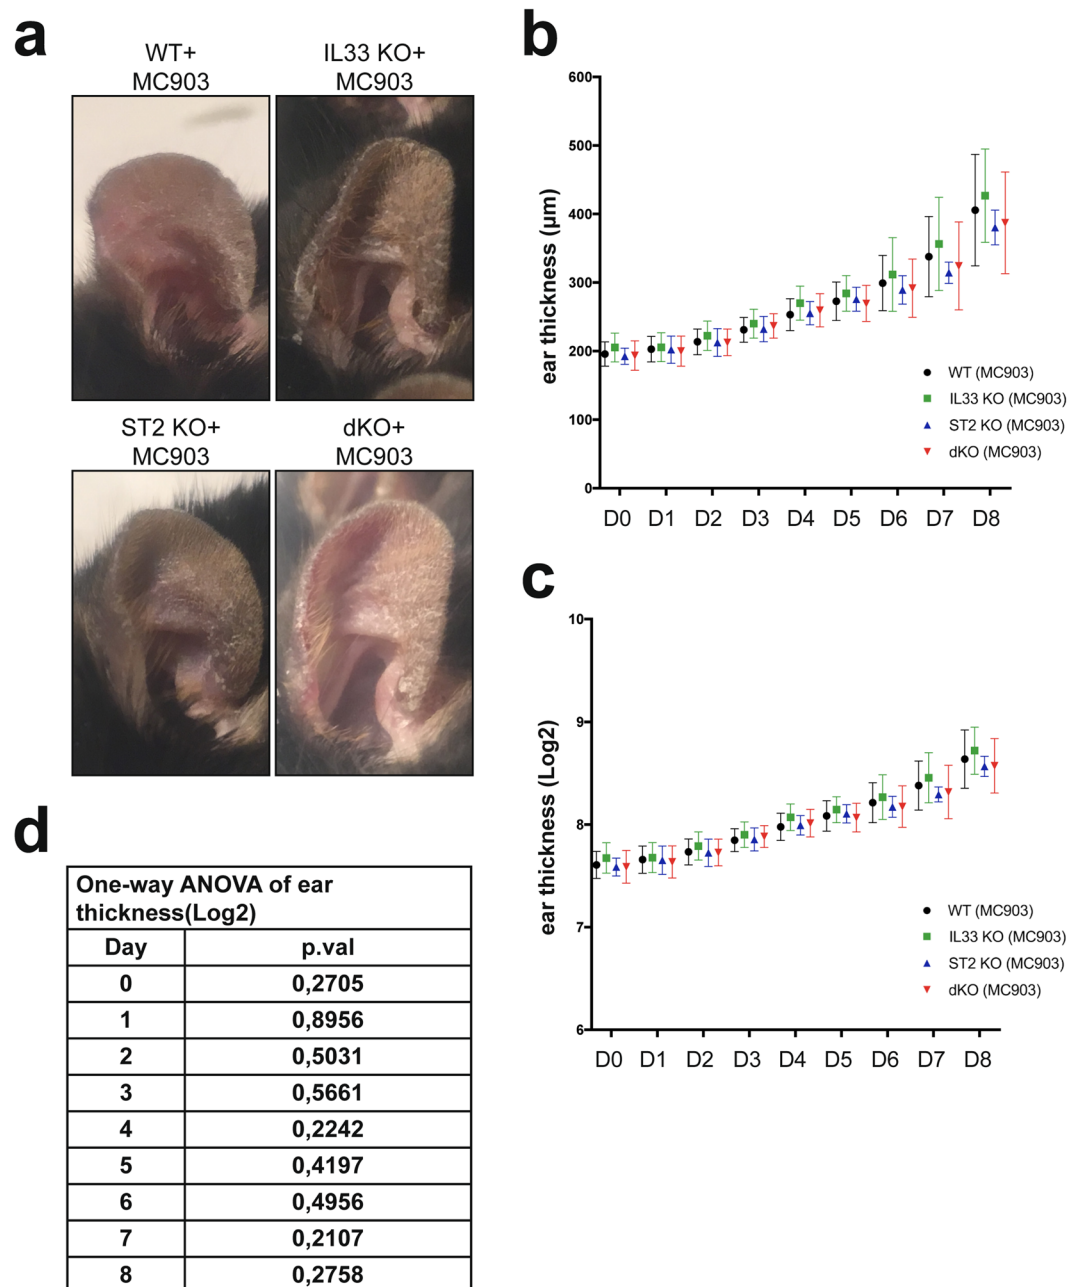 a
WT+
MC903
IL33 KO+
MC903
ST2 KO+
MC903
dKO+
MC903
b
ear thickness (µm)
600
500
400
300
200
100
0
D0 D1 D2 D3 D4 D5 D6 D7 D8
WT (MC903)
IL33 KO (MC903)
ST2 KO (MC903)
dKO (MC903)
c
ear thickness (Log2)
10
9
8
7
6
D0 D1 D2 D3 D4 D5 D6 D7 D8
WT (MC903)
IL33 KO (MC903)
ST2 KO (MC903)
dKO (MC903)
d
One-way ANOVA of ear
thickness(Log2)
Day p.val
0 0,2705
1 0,8956
2 0,5031
3 0,5661
4 0,2242
5 0,4197
6 0,4956
7 0,2107
8 0,2758